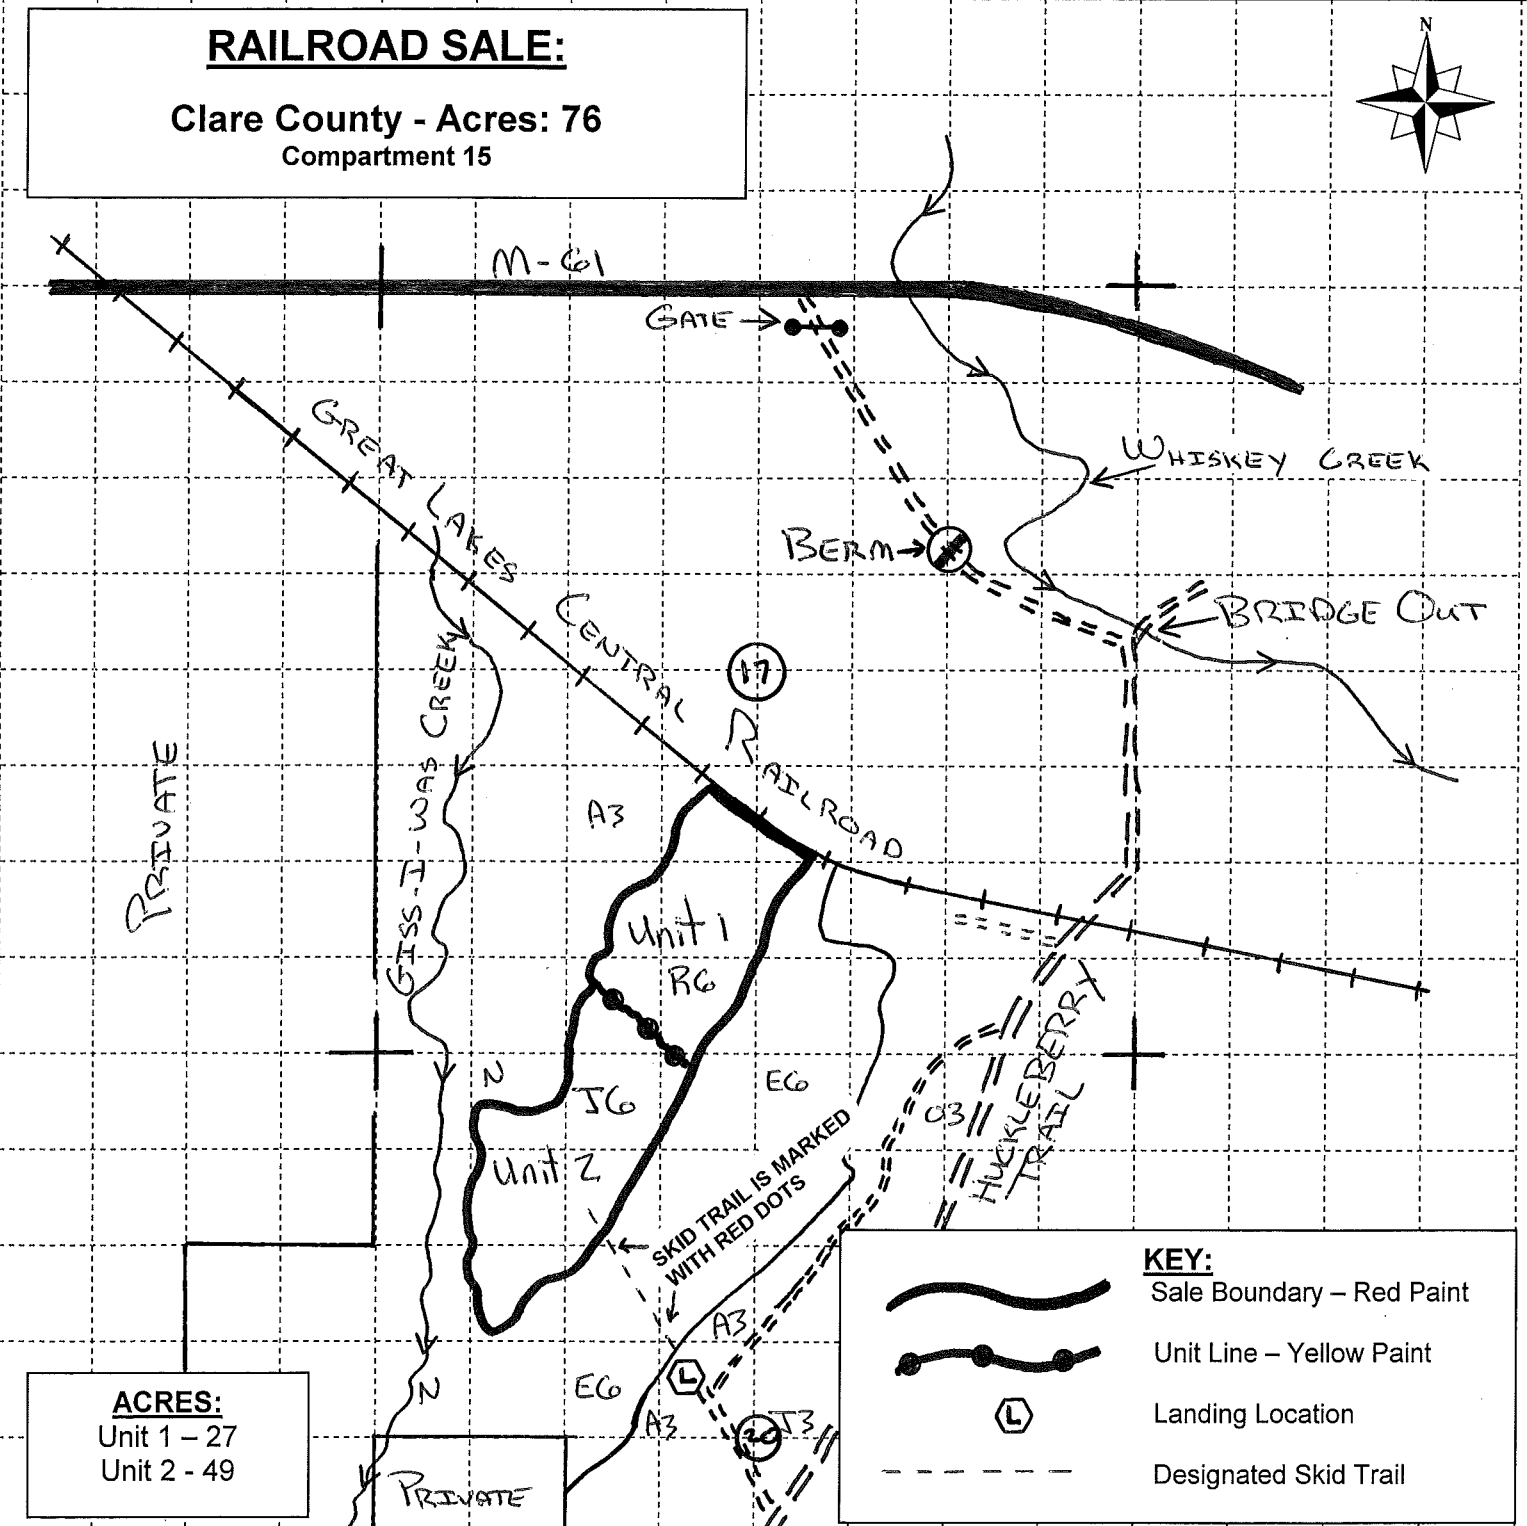 RAILROAD SALE:
Clare County - Acres: 76
Compartment 15
N
M-61
GATE
GREAT LAKES CENTRAL RAILROAD
WHISKEY CREEK
BERM
BRIDGE OUT
17
PRIVATE
GISS-I-WAS CREEK
A3
Unit 1
R6
N
J6
E6
O3
HUCKLEBERRY
TRAIL
Unit 2
SKID TRAIL IS MARKED
WITH RED DOTS
A3
E6
L
N
A3
20
J3
PRIVATE
ACRES:
Unit 1 – 27
Unit 2 - 49
KEY:
Sale Boundary – Red Paint
Unit Line – Yellow Paint
L
Landing Location
Designated Skid Trail